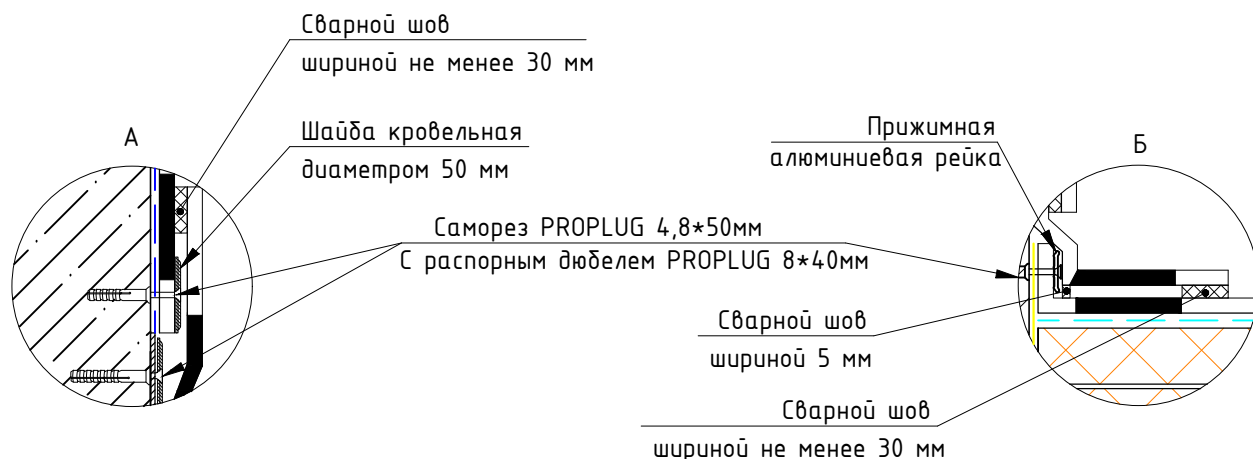 Сварной шов
шириной не менее 30 мм
А
Шайба кровельная
диаметром 50 мм
Прижимная
алюминиевая рейка
Б
Саморез PROPLUG 4,8*50мм
С распорным дюбелем PROPLUG 8*40мм
Сварной шов
шириной 5 мм
Сварной шов
шириной не менее 30 мм